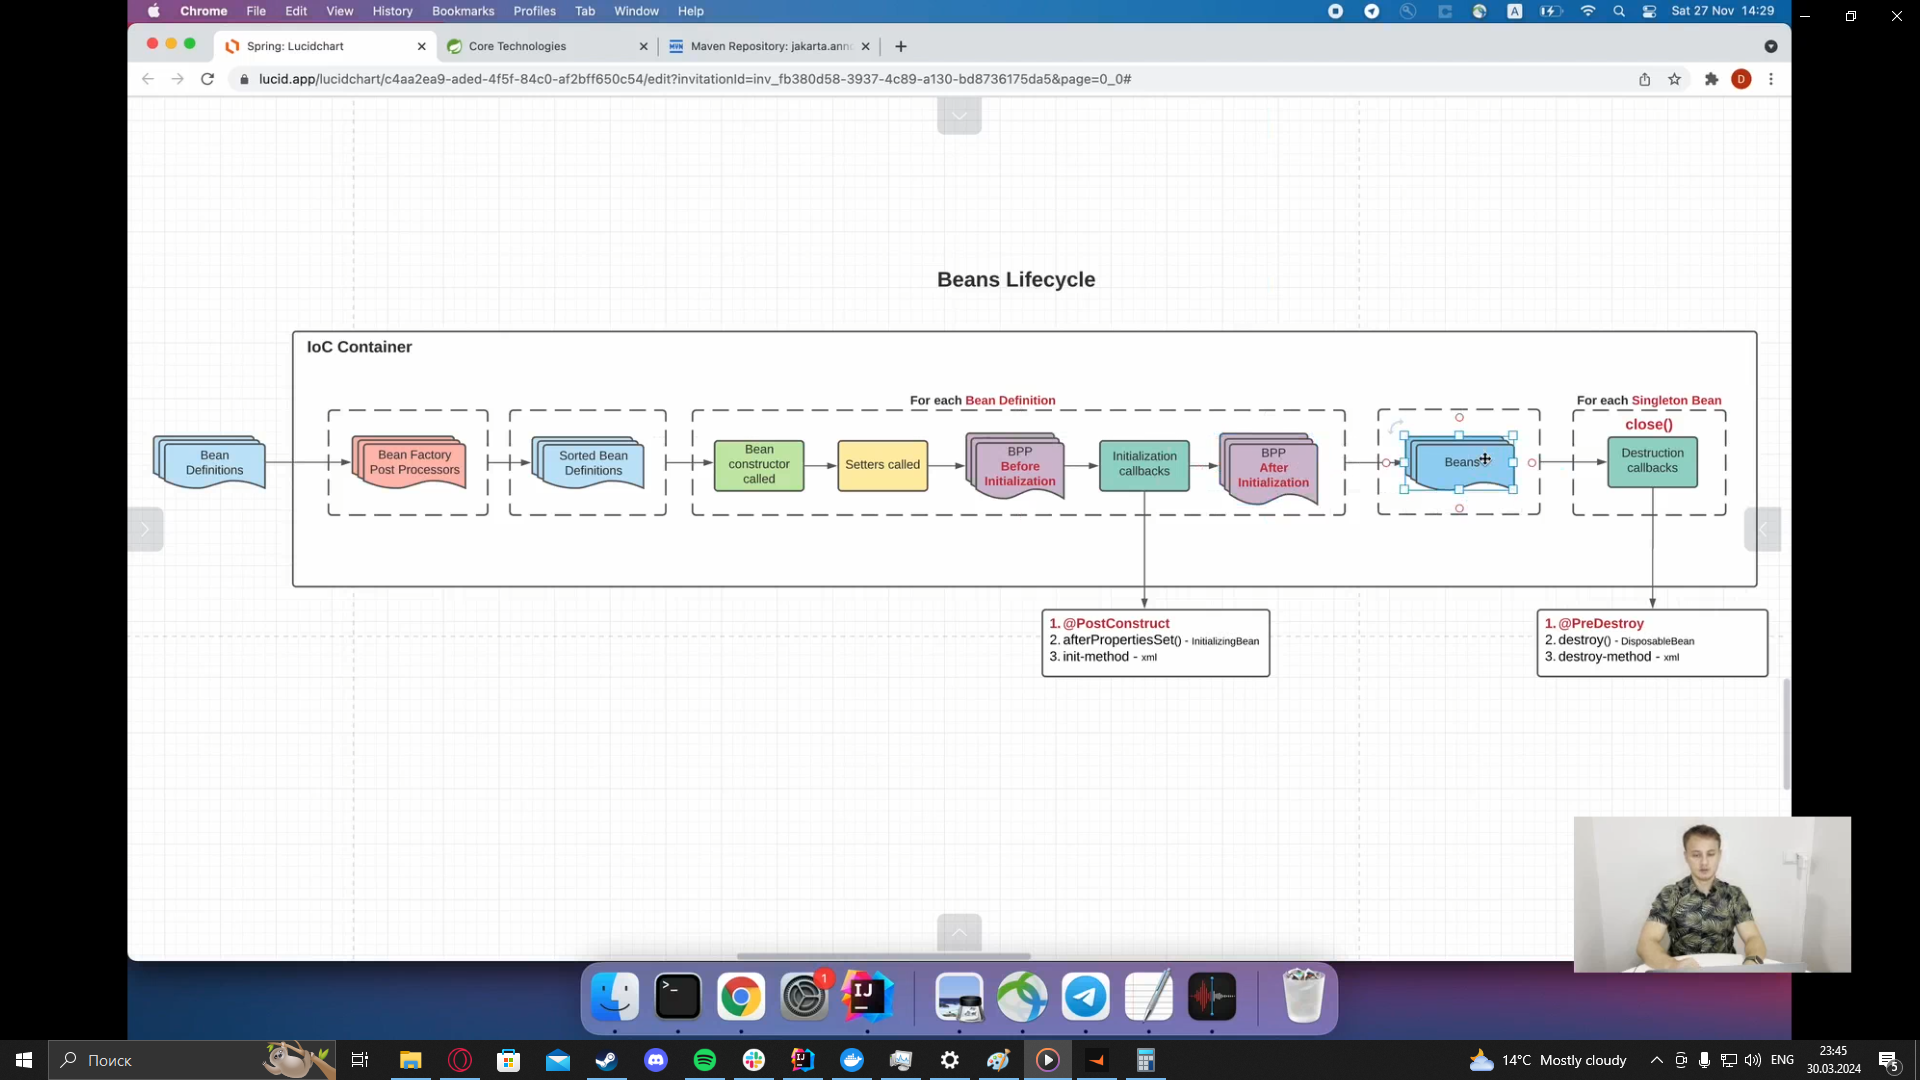 Chrome File Edit View History Bookmarks Profiles Tab Window Help
A
Sat 27 Nov 14:29
Spring: Lucidchart
Core Technologies
MVN
Maven Repository: jakarta.ann
lucid.app/lucidchart/c4aa2ea9-aded-4f5f-84c0-af2bff650c54/edit?invitationId=inv_fb380d58-3937-4c89-a130-bd8736175da5&page=0_0#
D
Beans Lifecycle
IoC Container
For each Bean Definition
For each Singleton Bean
close()
Bean
Definitions
Bean Factory
Post Processors
Sorted Bean
Definitions
Bean
constructor
called
Setters called
BPP
Before
Initialization
Initialization
callbacks
BPP
After
Initialization
Beans
Destruction
callbacks
1. @PostConstruct
2. afterPropertiesSet() - InitializingBean
3. init-method - xml
1. @PreDestroy
2. destroy() - DisposableBean
3. destroy-method - xml
>_
1
IJ
Поиск
14°C Mostly cloudy
ENG
23:45
30.03.2024
5